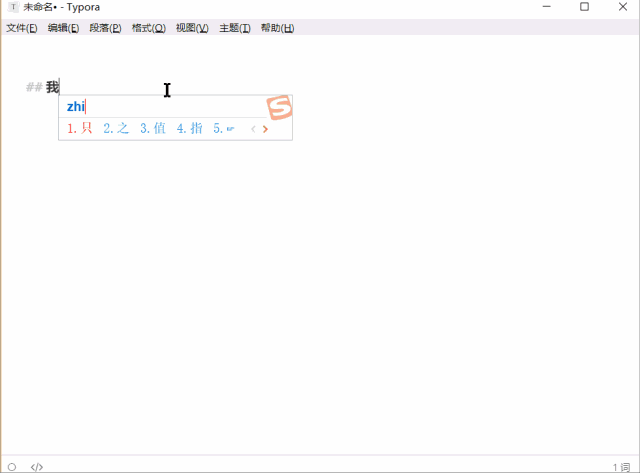 未命名• - Typora
文件(E) 编辑(E) 段落(P) 格式(O) 视图(V) 主题(T) 帮助(H)
## 我
zhi
1.只 2.之 3.值 4.指 5.
1 词